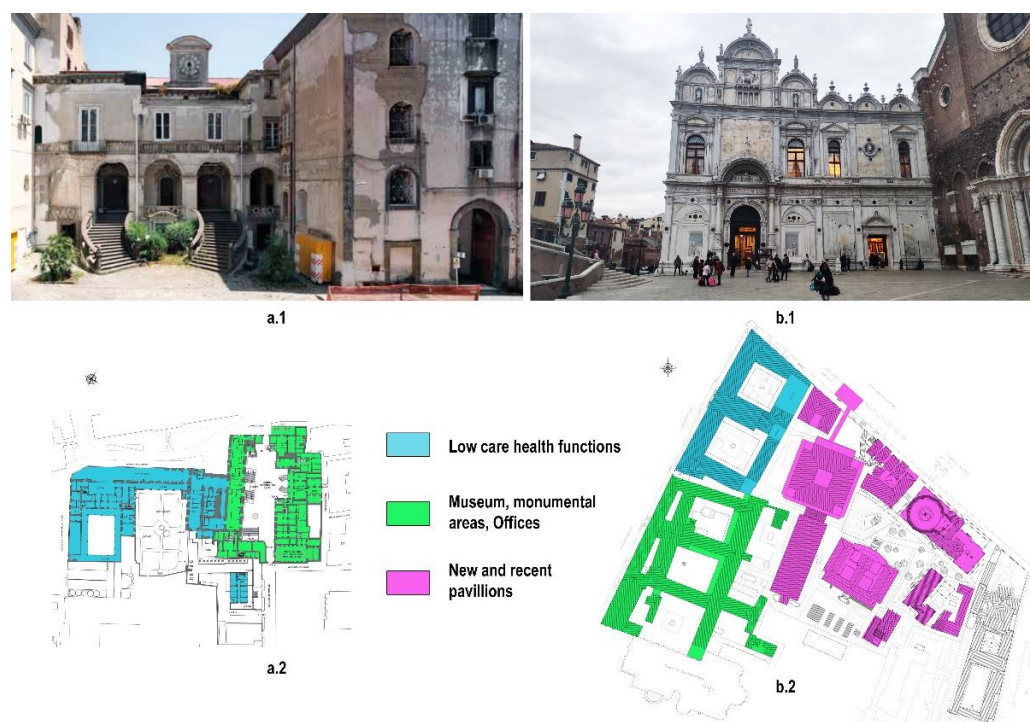 a.1
b.1
Low care health functions
Museum, monumental
areas, Offices
New and recent
pavillions
a.2
b.2